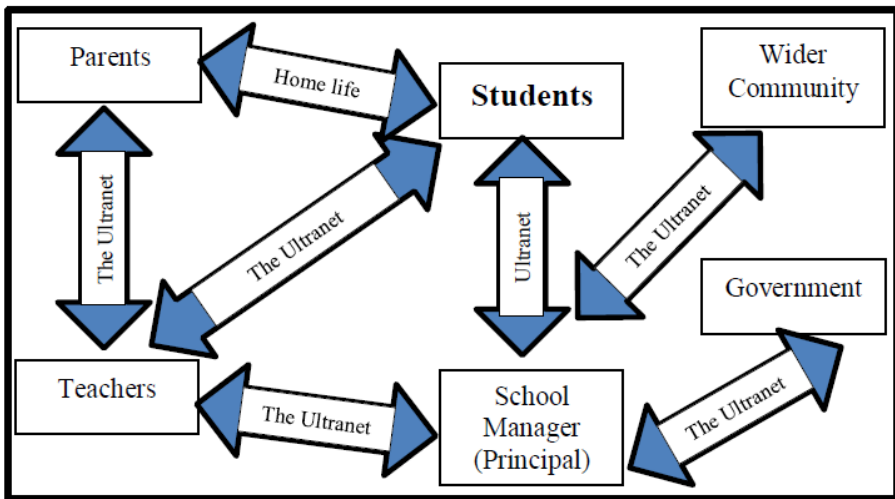 Parents
Home life
Students
Wider
Community
The Ultranet
The Ultranet
Ultranet
The Ultranet
Government
Teachers
The Ultranet
School
Manager
(Principal)
The Ultranet